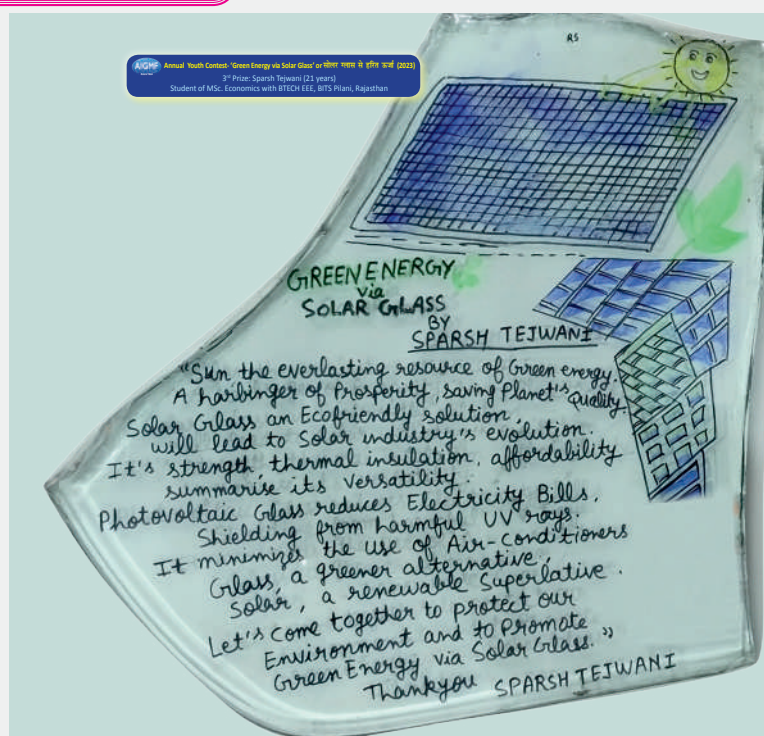 RS
AIGMF
Annual Youth Contest- 'Green Energy via Solar Glass' or सोलर ग्लास से हरित ऊर्जा (2023)
3rd Prize: Sparsh Tejwani (21 years)
Student of MSc. Economics with BTECH EEE, BITS Pilani, Rajasthan
GREEN ENERGY
via
SOLAR GLASS
BY
SPARSH TEJWANI
"Sun the everlasting resource of Green energy.
A harbinger of Prosperity, saving Planet's Quality.
Solar Glass an Ecofriendly solution,
will lead to Solar industry's evolution.
It's strength, thermal insulation, affordability
summarise its versatility.
Photovoltaic Glass reduces Electricity Bills,
Shielding from harmful UV rays.
It minimizes the use of Air-conditioners
Glass, a greener alternative,
Solar, a renewable Superlative.
Let's come together to protect our
Environment and to Promote
Green Energy via Solar Glass."
Thankyou SPARSH TEJWANI